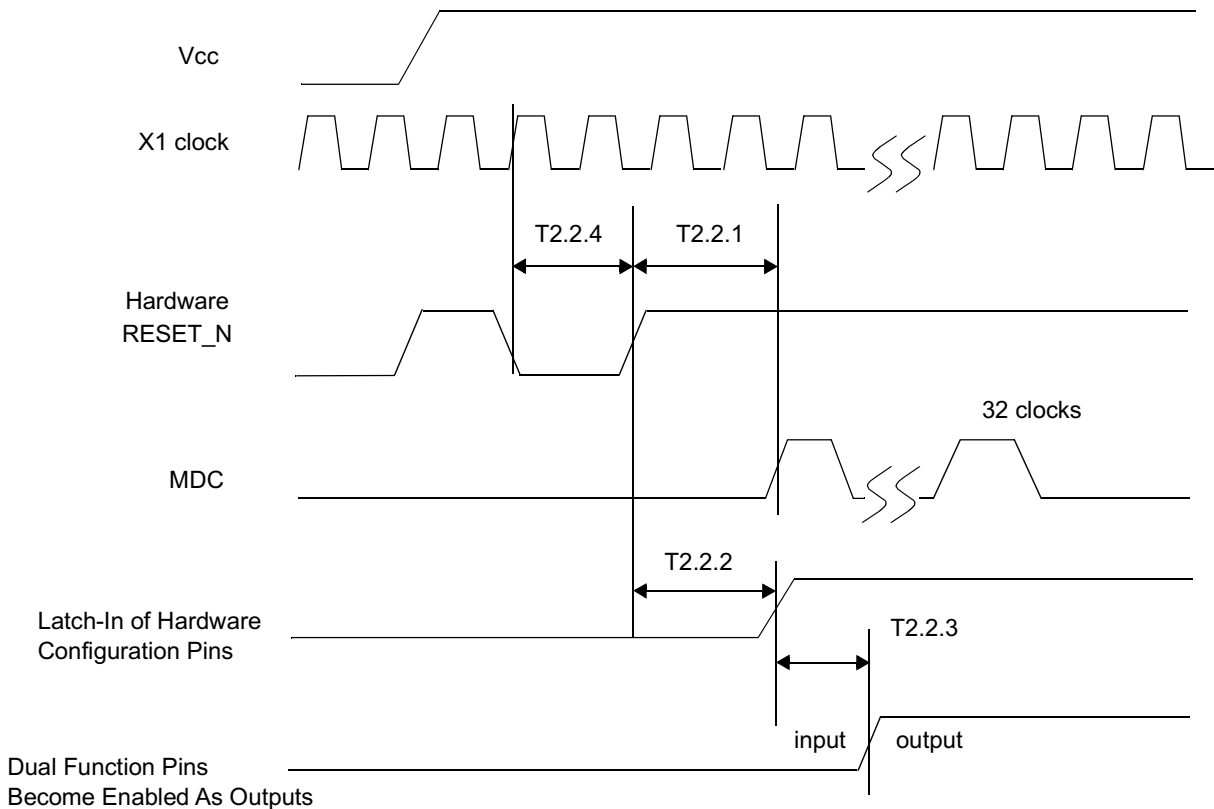 Vcc
X1 clock
T2.2.4
T2.2.1
Hardware
RESET_N
32 clocks
MDC
T2.2.2
Latch-In of Hardware
Configuration Pins
T2.2.3
input
output
Dual Function Pins
Become Enabled As Outputs